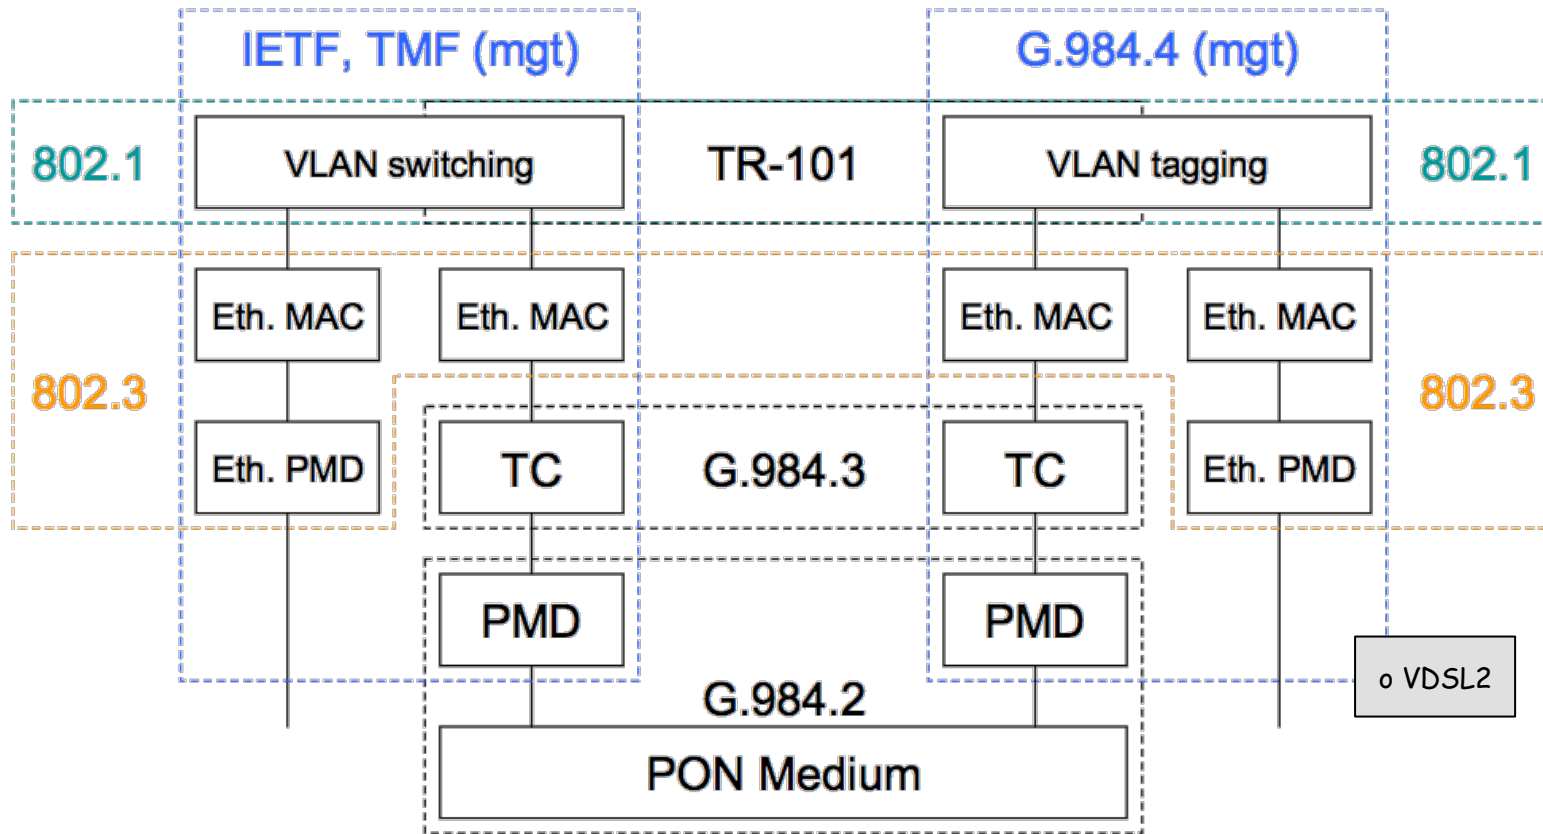 IETF, TMF (mgt)
G.984.4 (mgt)
802.1
VLAN switching
TR-101
VLAN tagging
802.1
Eth. MAC
Eth. MAC
Eth. MAC
Eth. MAC
802.3
802.3
Eth. PMD
TC
G.984.3
TC
Eth. PMD
PMD
PMD
o VDSL2
G.984.2
PON Medium